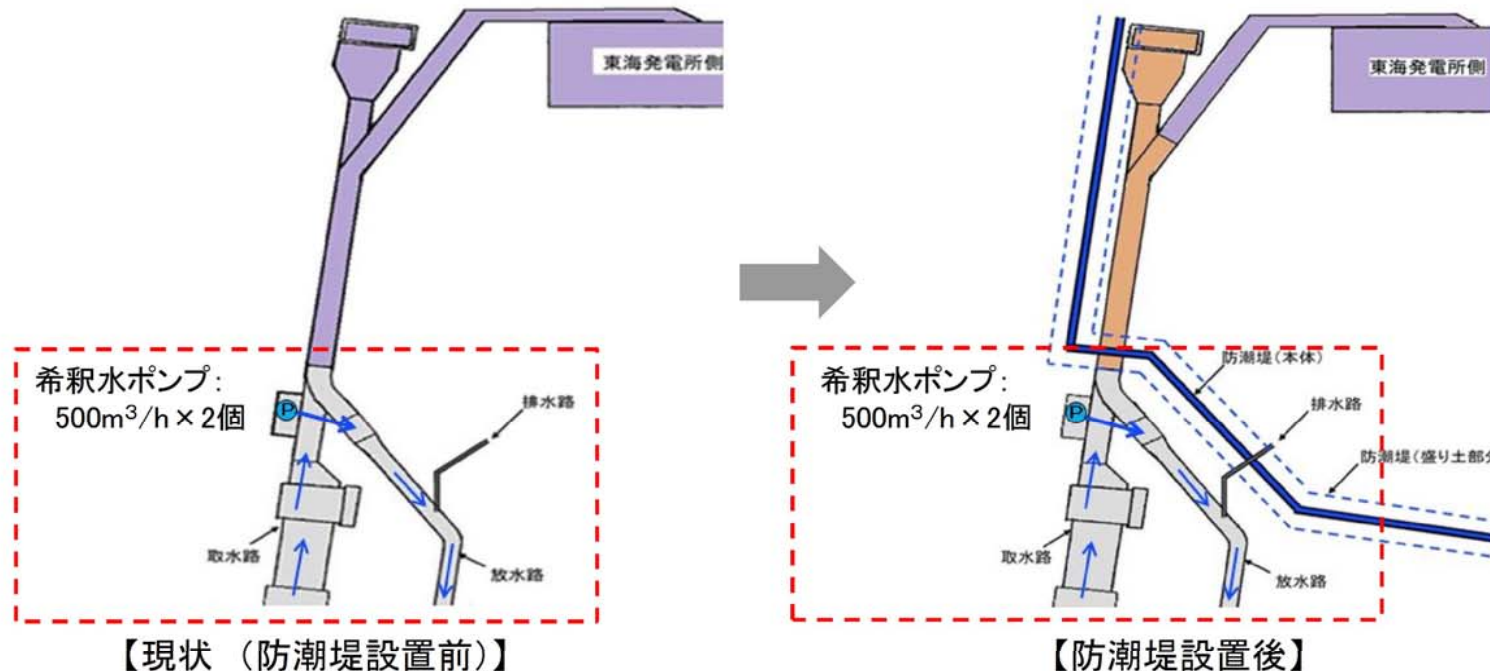 東海発電所側
希釈水ポンプ:
500m³/h×2個
P
排水路
取水路
放水路
【現状 (防潮堤設置前)】
東海発電所側
希釈水ポンプ:
500m³/h×2個
P
防潮堤(本体)
排水路
防潮堤(盛り土部分
取水路
放水路
【防潮堤設置後】